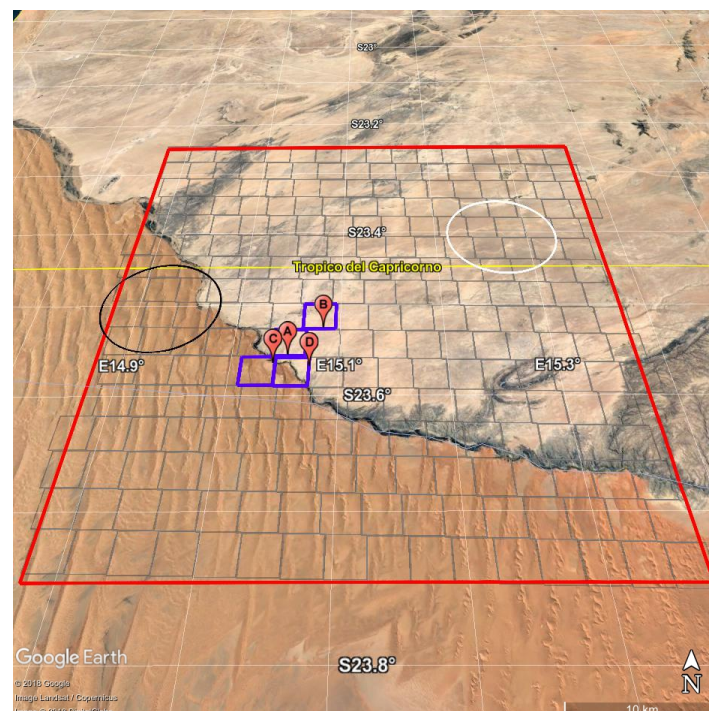 S23°
S23.2°
S23.4°
Tropico del Capricorno
B
A
C
D
E14.9°
E15.1°
E15.3°
S23.6°
Google Earth
S23.8°
N
© 2018 Google
Image Landsat / Copernicus
10 km